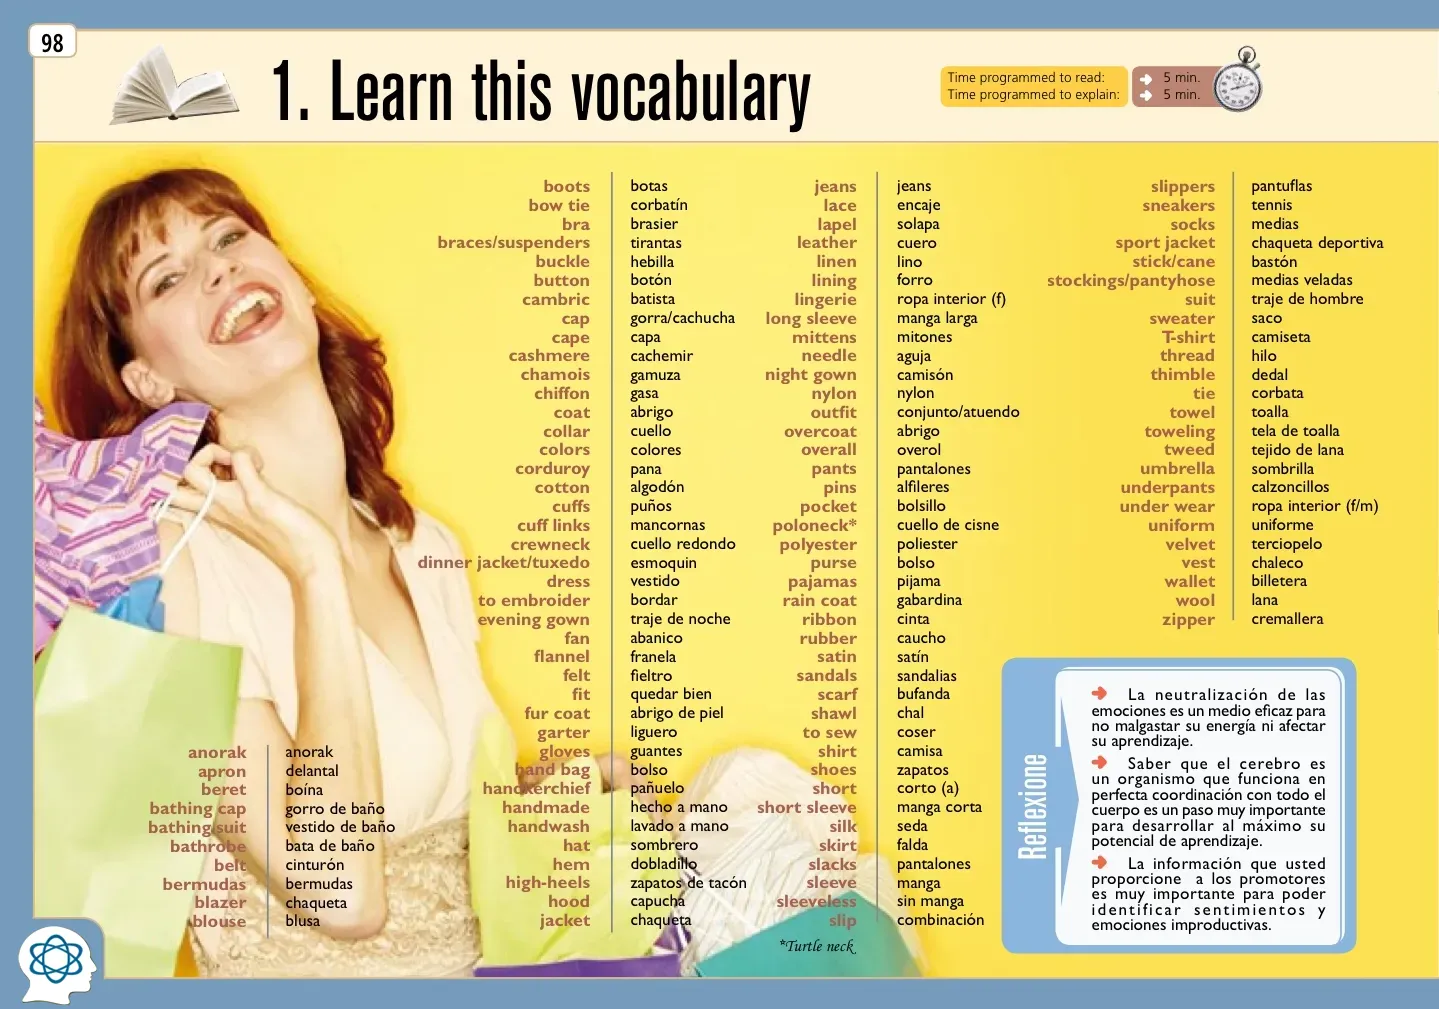 98
1. Learn this vocabulary
Time programmed to read: 5 min.
Time programmed to explain: 5 min.
anorak anorak
apron delantal
beret boína
bathing cap gorro de baño
bathing suit vestido de baño
bathrobe bata de baño
belt cinturón
bermudas bermudas
blazer chaqueta
blouse blusa
boots botas
bow tie corbatín
bra brasier
braces/suspenders tirantas
buckle hebilla
button botón
cambric batista
cap gorra/cachucha
cape capa
cashmere cachemir
chamois gamuza
chiffon gasa
coat abrigo
collar cuello
colors colores
corduroy pana
cotton algodón
cuffs puños
cuff links mancornas
crewneck cuello redondo
dinner jacket/tuxedo esmoquin
dress vestido
to embroider bordar
evening gown traje de noche
fan abanico
flannel franela
felt fieltro
fit quedar bien
fur coat abrigo de piel
garter liguero
gloves guantes
hand bag bolso
handkerchief pañuelo
handmade hecho a mano
handwash lavado a mano
hat sombrero
hem dobladillo
high-heels zapatos de tacón
hood capucha
jacket chaqueta
jeans jeans
lace encaje
lapel solapa
leather cuero
linen lino
lining forro
lingerie ropa interior (f)
long sleeve manga larga
mittens mitones
needle aguja
night gown camisón
nylon nylon
outfit conjunto/atuendo
overcoat abrigo
overall overol
pants pantalones
pins alfileres
pocket bolsillo
poloneck* cuello de cisne
polyester poliester
purse bolso
pajamas pijama
rain coat gabardina
ribbon cinta
rubber caucho
satin satín
sandals sandalias
scarf bufanda
shawl chal
to sew coser
shirt camisa
shoes zapatos
short corto (a)
short sleeve manga corta
silk seda
skirt falda
slacks pantalones
sleeve manga
sleeveless sin manga
slip combinación
*Turtle neck
slippers pantuflas
sneakers tennis
socks medias
sport jacket chaqueta deportiva
stick/cane bastón
stockings/pantyhose medias veladas
suit traje de hombre
sweater saco
T-shirt camiseta
thread hilo
thimble dedal
tie corbata
towel toalla
toweling tela de toalla
tweed tejido de lana
umbrella sombrilla
underpants calzoncillos
under wear ropa interior (f/m)
uniform uniforme
velvet terciopelo
vest chaleco
wallet billetera
wool lana
zipper cremallera
Reflexione
La neutralización de las
emociones es un medio eficaz para
no malgastar su energía ni afectar
su aprendizaje.
Saber que el cerebro es
un organismo que funciona en
perfecta coordinación con todo el
cuerpo es un paso muy importante
para desarrollar al máximo su
potencial de aprendizaje.
La información que usted
proporcione a los promotores
es muy importante para poder
identificar sentimientos y
emociones improductivas.